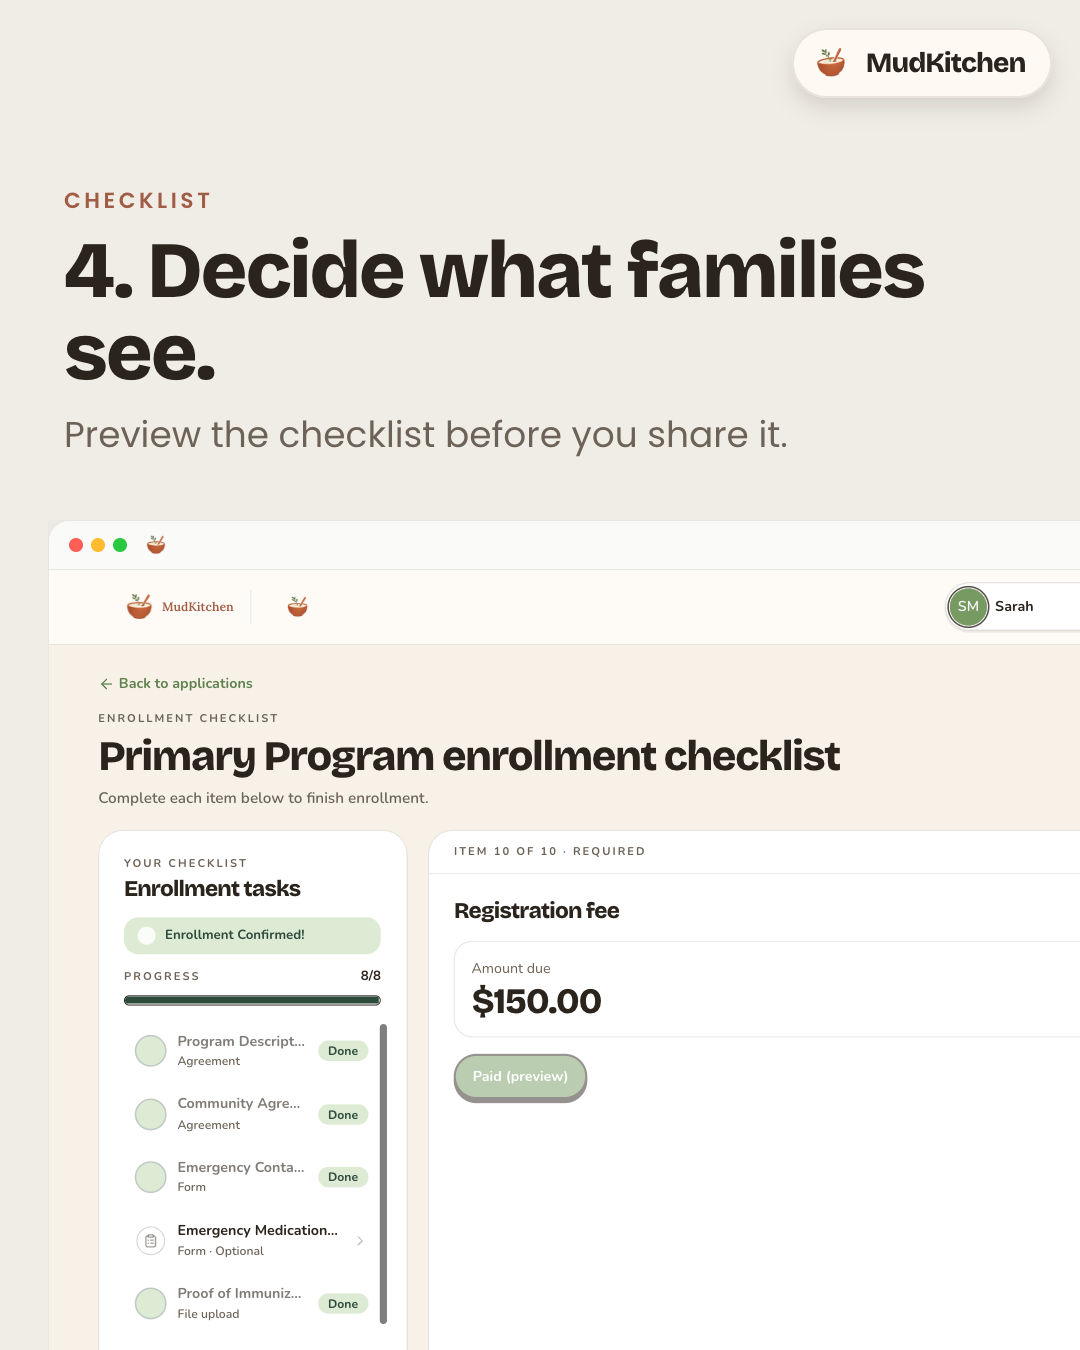 MudKitchen
CHECKLIST
4. Decide what families
see.
Preview the checklist before you share it.
MudKitchen
SM
Sarah
← Back to applications
ENROLLMENT CHECKLIST
Primary Program enrollment checklist
Complete each item below to finish enrollment.
YOUR CHECKLIST
Enrollment tasks
Enrollment Confirmed!
PROGRESS 8/8
Program Descript... Done
Agreement
Community Agre... Done
Agreement
Emergency Conta... Done
Form
Emergency Medication...
Form · Optional
Proof of Immuniz... Done
File upload
ITEM 10 OF 10 · REQUIRED
Registration fee
Amount due
$150.00
Paid (preview)